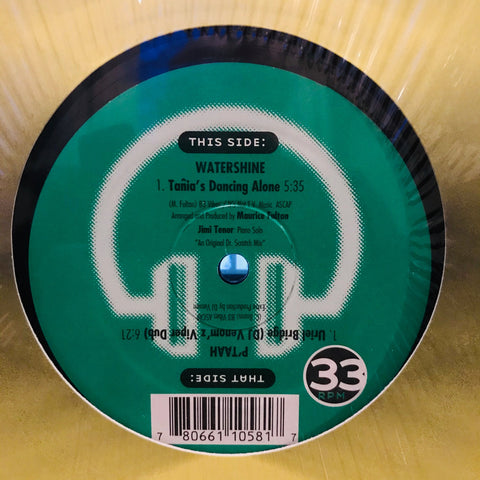 THIS SIDE:
WATERSHINE
1. Tañia's Dancing Alone 5:35
Arranged and Produced by Maurice Fulton
Jimi Tenor: Piano Solo
"An Original Dr. Scratch Mix"
THAT SIDE:
P'TAAH
1. Uriel Bridge (DJ Venom'z Viper Dub) 6:21
33
RPM
7 80661 10581 7